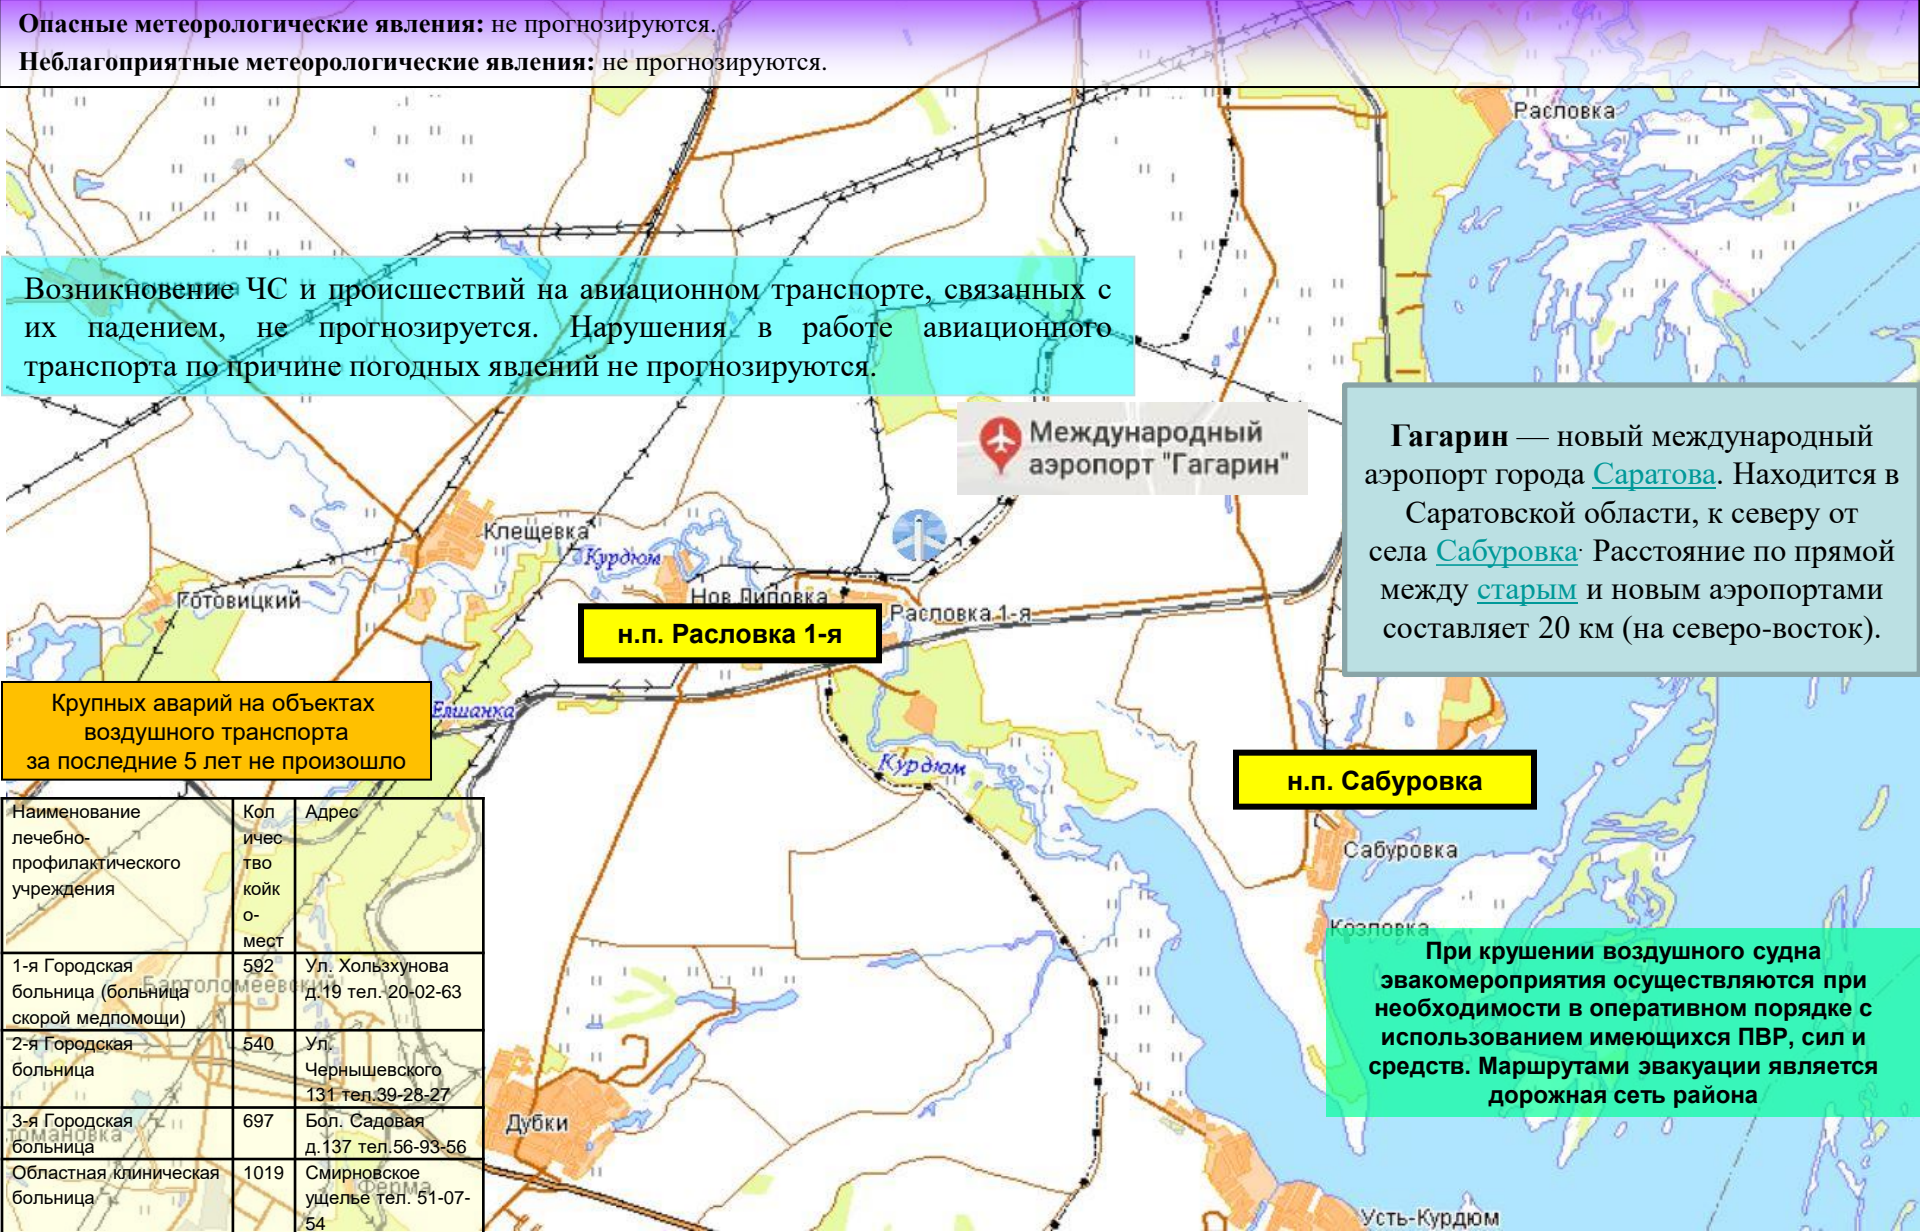 Опасные метеорологические явления: не прогнозируются.
Неблагоприятные метеорологические явления: не прогнозируются.
Расловка
Возникновение ЧС и происшествий на авиационном транспорте, связанных с
их падением, не прогнозируется. Нарушения в работе авиационного
транспорта по причине погодных явлений не прогнозируются.
Международный
аэропорт "Гагарин"
Гагарин — новый международный
аэропорт города Саратова. Находится в
Саратовской области, к северу от
села Сабуровка. Расстояние по прямой
между старым и новым аэропортами
составляет 20 км (на северо-восток).
Клещевка
Курдюм
Готовицкий
Нов.Липовка
Расловка 1-я
н.п. Расловка 1-я
Елшанка
Крупных аварий на объектах
воздушного транспорта
за последние 5 лет не произошло
Курдюм
н.п. Сабуровка
Сабуровка
Козловка
Наименование
лечебно-
профилактического
учреждения
Кол
ичес
тво
койк
о-
мест
Адрес
1-я Городская
больница (больница
скорой медпомощи)
592
Ул. Хользхунова
д.19 тел. 20-02-63
2-я Городская
больница
540
Ул.
Чернышевского
131 тел.39-28-27
3-я Городская
больница
697
Бол. Садовая
д.137 тел.56-93-56
Областная клиническая
больница
1019
Смирновское
ущелье тел. 51-07-
54
Бартоломеевский
Ферма
При крушении воздушного судна
эвакомероприятия осуществляются при
необходимости в оперативном порядке с
использованием имеющихся ПВР, сил и
средств. Маршрутами эвакуации является
дорожная сеть района
Дубки
Усть-Курдюм